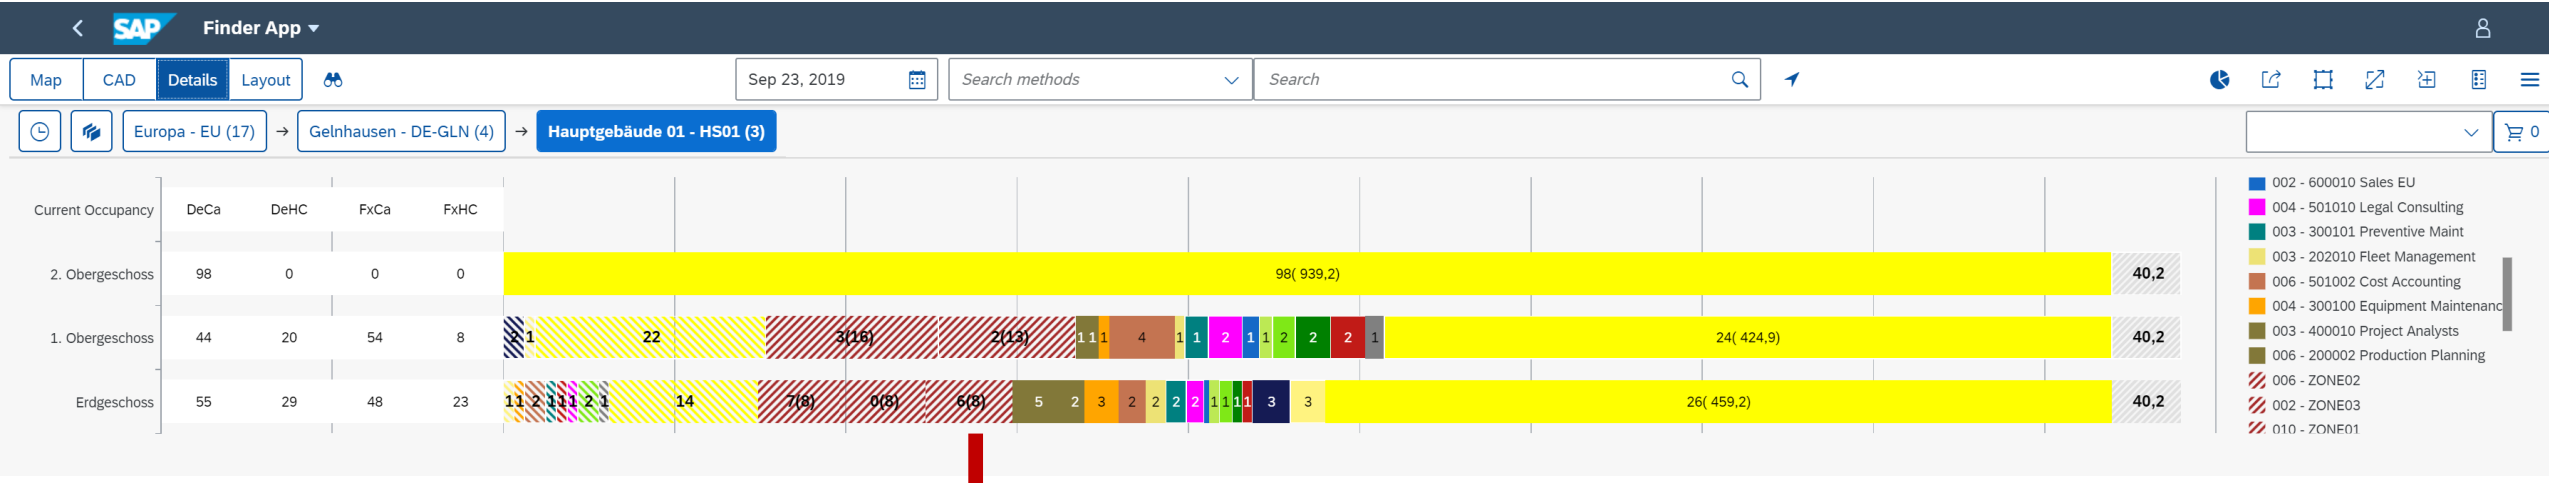 SAP Finder App
Map CAD Details Layout Sep 23, 2019 Search methods Search
Europa - EU (17) → Gelnhausen - DE-GLN (4) → Hauptgebäude 01 - HS01 (3) 0
Current Occupancy DeCa DeHC FxCa FxHC
2. Obergeschoss 98 0 0 0 98( 939,2) 40,2
1. Obergeschoss 44 20 54 8 2 1 22 3(16) 2(13) 1 1 1 4 1 1 2 1 1 2 2 2 1 24( 424,9) 40,2
Erdgeschoss 55 29 48 23 1 1 2 1 1 1 2 1 14 7(8) 0(8) 6(8) 5 2 3 2 2 2 2 1 1 1 1 3 3 26( 459,2) 40,2
002 - 600010 Sales EU
004 - 501010 Legal Consulting
003 - 300101 Preventive Maint
003 - 202010 Fleet Management
006 - 501002 Cost Accounting
004 - 300100 Equipment Maintenanc
003 - 400010 Project Analysts
006 - 200002 Production Planning
006 - ZONE02
002 - ZONE03
010 - ZONE01